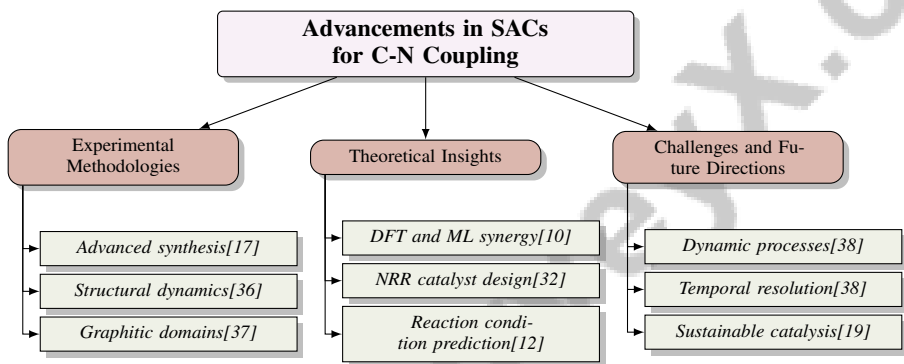 Advancements in SACs
for C-N Coupling
Experimental
Methodologies
Advanced synthesis[17]
Structural dynamics[36]
Graphitic domains[37]
Theoretical Insights
DFT and ML synergy[10]
NRR catalyst design[32]
Reaction condi-
tion prediction[12]
Challenges and Fu-
ture Directions
Dynamic processes[38]
Temporal resolution[38]
Sustainable catalysis[19]